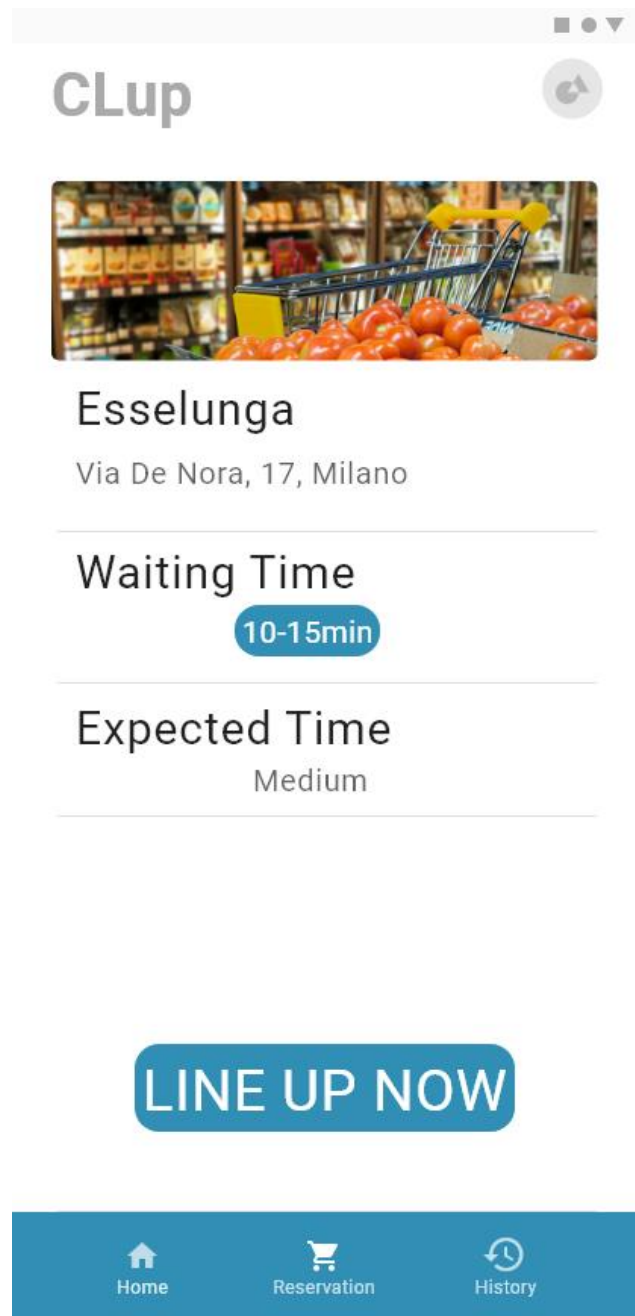 CLup
Esselunga
Via De Nora, 17, Milano
Waiting Time
10-15min
Expected Time
Medium
LINE UP NOW
Home
Reservation
History